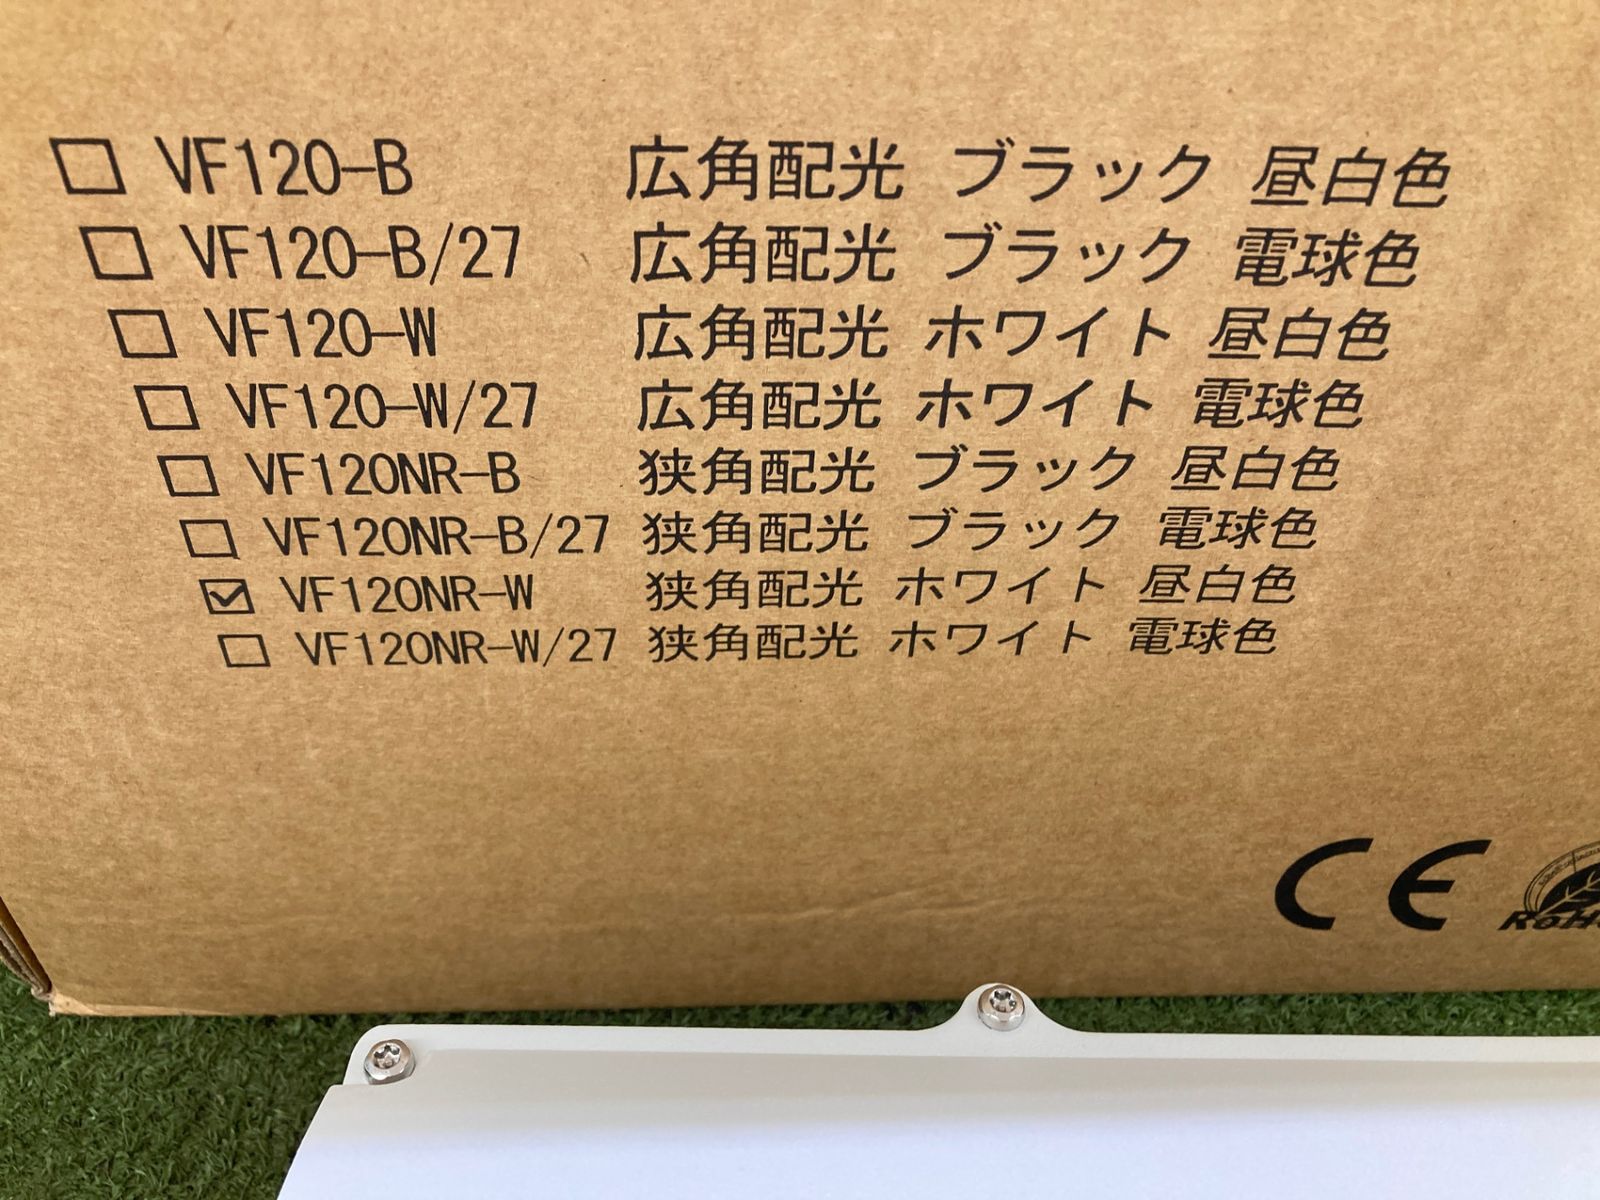 □ VF120-B 広角配光 ブラック 昼白色
□ VF120-B/27 広角配光 ブラック 電球色
□ VF120-W 広角配光 ホワイト 昼白色
□ VF120-W/27 広角配光 ホワイト 電球色
□ VF120NR-B 狭角配光 ブラック 昼白色
□ VF120NR-B/27 狭角配光 ブラック 電球色
☑ VF120NR-W 狭角配光 ホワイト 昼白色
□ VF120NR-W/27 狭角配光 ホワイト 電球色
CE
RoH